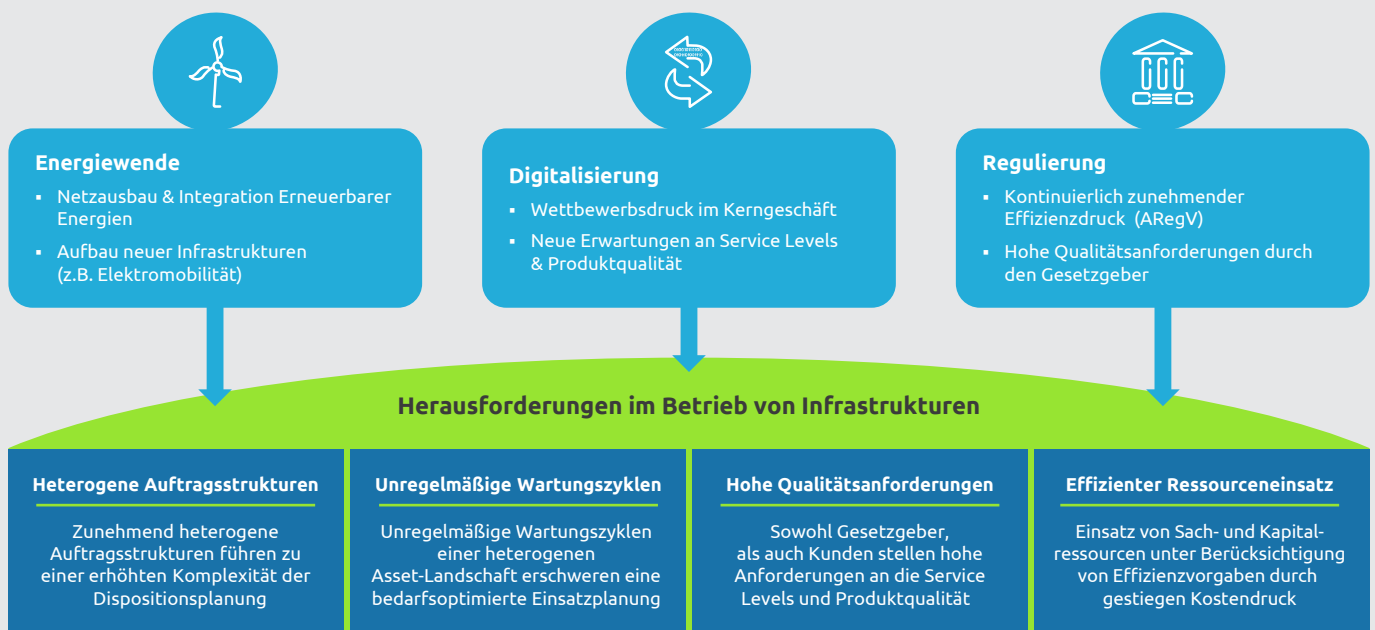 Energiewende
▪ Netzausbau & Integration Erneuerbarer
Energien
▪ Aufbau neuer Infrastrukturen
(z.B. Elektromobilität)
Digitalisierung
▪ Wettbewerbsdruck im Kerngeschäft
▪ Neue Erwartungen an Service Levels
& Produktqualität
Regulierung
▪ Kontinuierlich zunehmender
Effizienzdruck (ARegV)
▪ Hohe Qualitätsanforderungen durch
den Gesetzgeber
Herausforderungen im Betrieb von Infrastrukturen
Heterogene Auftragsstrukturen
Zunehmend heterogene
Auftragsstrukturen führen zu
einer erhöhten Komplexität der
Dispositionsplanung
Unregelmäßige Wartungszyklen
Unregelmäßige Wartungszyklen
einer heterogenen
Asset-Landschaft erschweren eine
bedarfsoptimierte Einsatzplanung
Hohe Qualitätsanforderungen
Sowohl Gesetzgeber,
als auch Kunden stellen hohe
Anforderungen an die Service
Levels und Produktqualität
Effizienter Ressourceneinsatz
Einsatz von Sach- und Kapital-
ressourcen unter Berücksichtigung
von Effizienzvorgaben durch
gestiegen Kostendruck